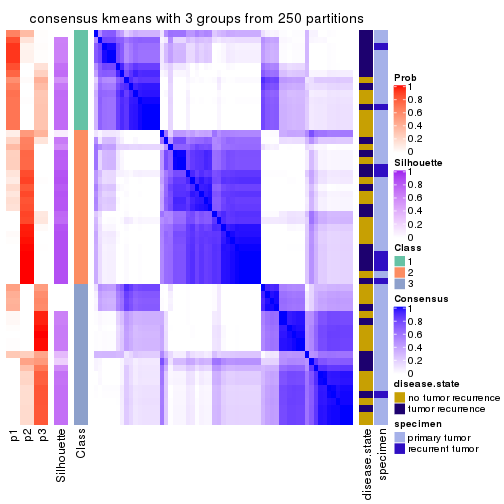 consensus kmeans with 3 groups from 250 partitions
Prob
1
0.8
0.6
0.4
0.2
0
Silhouette
1
0.8
0.6
0.4
0.2
0
Class
1
2
3
Consensus
1
0.8
0.6
0.4
0.2
0
disease.state
no tumor recurrence
tumor recurrence
specimen
primary tumor
recurrent tumor
p1
p2
p3
Silhouette
Class
disease.state
specimen